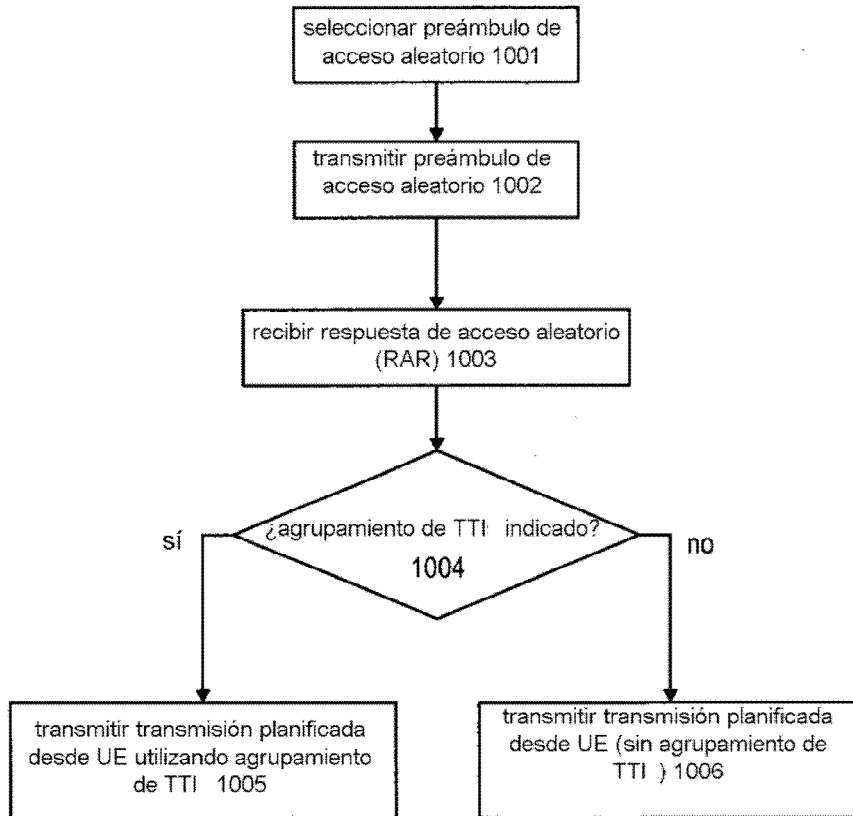 seleccionar preámbulo de
acceso aleatorio 1001
transmitir preámbulo de
acceso aleatorio 1002
recibir respuesta de acceso aleatorio
(RAR) 1003
¿agrupamiento de TTI indicado?
1004
sí
no
transmitir transmisión planificada
desde UE utilizando agrupamiento
de TTI 1005
transmitir transmisión planificada
desde UE (sin agrupamiento de
TTI ) 1006